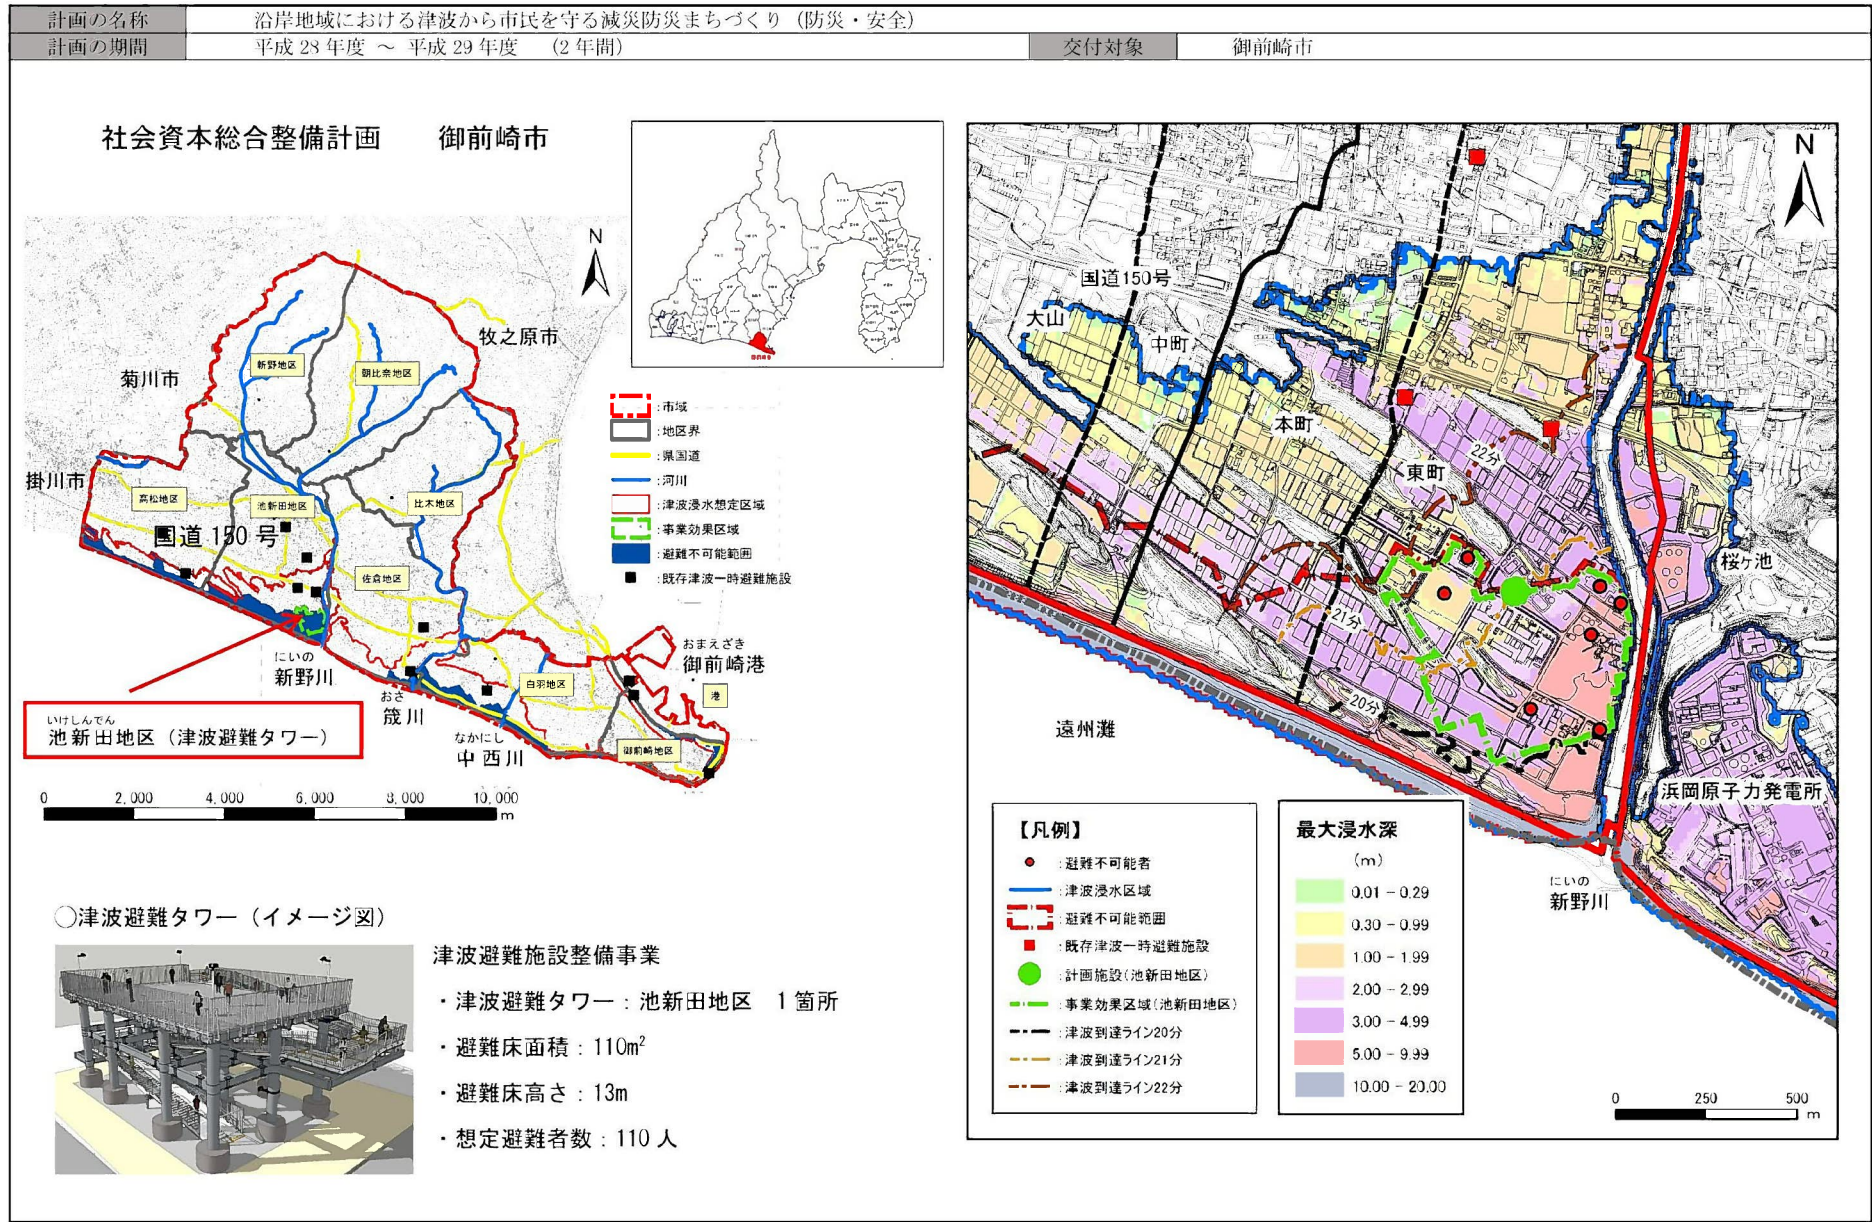 計画の名称 沿岸地域における津波から市民を守る減災防災まちづくり（防災・安全）
計画の期間 平成 28 年度 ～ 平成 29 年度 （2 年間） 交付対象 御前崎市
社会資本総合整備計画 御前崎市
N
牧之原市
菊川市
掛川市
新野地区
朝比奈地区
高松地区
池新田地区
比木地区
国道 150 号
佐倉地区
白羽地区
御前崎地区
港
おまえざき
御前崎港
にいの
新野川
おさ
筬川
なかにし
中西川
いけしんでん
池新田地区（津波避難タワー）
：市域
：地区界
：県国道
：河川
：津波浸水想定区域
：事業効果区域
：避難不可能範囲
：既存津波一時避難施設
0 2,000 4,000 6,000 8,000 10,000
m
○津波避難タワー（イメージ図）
津波避難施設整備事業
・津波避難タワー：池新田地区 1 箇所
・避難床面積：110m²
・避難床高さ：13m
・想定避難者数：110 人
N
国道150号
大山
中町
本町
東町
22分
21分
20分
桜ヶ池
遠州灘
浜岡原子力発電所
にいの
新野川
【凡例】
：避難不可能者
：津波浸水区域
：避難不可能範囲
：既存津波一時避難施設
：計画施設（池新田地区）
：事業効果区域（池新田地区）
：津波到達ライン20分
：津波到達ライン21分
：津波到達ライン22分
最大浸水深
（m）
0.01 － 0.29
0.30 － 0.99
1.00 － 1.99
2.00 － 2.99
3.00 － 4.99
5.00 － 9.99
10.00 － 20.00
0 250 500
m